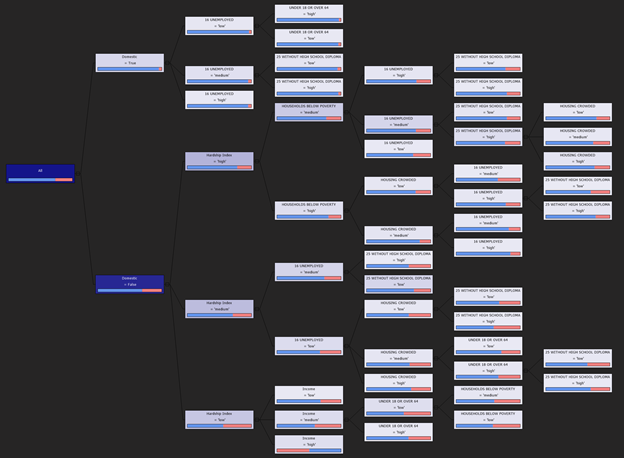 All
Domestic
= True
Domestic
= False
16 UNEMPLOYED
= "low"
16 UNEMPLOYED
= "medium"
16 UNEMPLOYED
= "high"
Hardship Index
= "high"
Hardship Index
= "medium"
Hardship Index
= "low"
UNDER 18 OR OVER 64
= "high"
UNDER 18 OR OVER 64
= "low"
25 WITHOUT HIGH SCHOOL DIPLOMA
= "low"
25 WITHOUT HIGH SCHOOL DIPLOMA
= "high"
HOUSEHOLDS BELOW POVERTY
= "medium"
HOUSEHOLDS BELOW POVERTY
= "high"
16 UNEMPLOYED
= "medium"
16 UNEMPLOYED
= "high"
Income
= "low"
Income
= "medium"
Income
= "high"
16 UNEMPLOYED
= "high"
16 UNEMPLOYED
= "medium"
16 UNEMPLOYED
= "low"
HOUSING CROWDED
= "low"
HOUSING CROWDED
= "medium"
25 WITHOUT HIGH SCHOOL DIPLOMA
= "high"
25 WITHOUT HIGH SCHOOL DIPLOMA
= "low"
HOUSING CROWDED
= "low"
HOUSING CROWDED
= "medium"
HOUSING CROWDED
= "high"
UNDER 18 OR OVER 64
= "low"
UNDER 18 OR OVER 64
= "high"
25 WITHOUT HIGH SCHOOL DIPLOMA
= "low"
25 WITHOUT HIGH SCHOOL DIPLOMA
= "high"
25 WITHOUT HIGH SCHOOL DIPLOMA
= "low"
25 WITHOUT HIGH SCHOOL DIPLOMA
= "high"
16 UNEMPLOYED
= "medium"
16 UNEMPLOYED
= "high"
16 UNEMPLOYED
= "medium"
16 UNEMPLOYED
= "high"
25 WITHOUT HIGH SCHOOL DIPLOMA
= "low"
25 WITHOUT HIGH SCHOOL DIPLOMA
= "high"
UNDER 18 OR OVER 64
= "low"
UNDER 18 OR OVER 64
= "high"
HOUSEHOLDS BELOW POVERTY
= "medium"
HOUSEHOLDS BELOW POVERTY
= "low"
HOUSING CROWDED
= "low"
HOUSING CROWDED
= "medium"
HOUSING CROWDED
= "high"
25 WITHOUT HIGH SCHOOL DIPLOMA
= "low"
25 WITHOUT HIGH SCHOOL DIPLOMA
= "high"
25 WITHOUT HIGH SCHOOL DIPLOMA
= "low"
25 WITHOUT HIGH SCHOOL DIPLOMA
= "high"